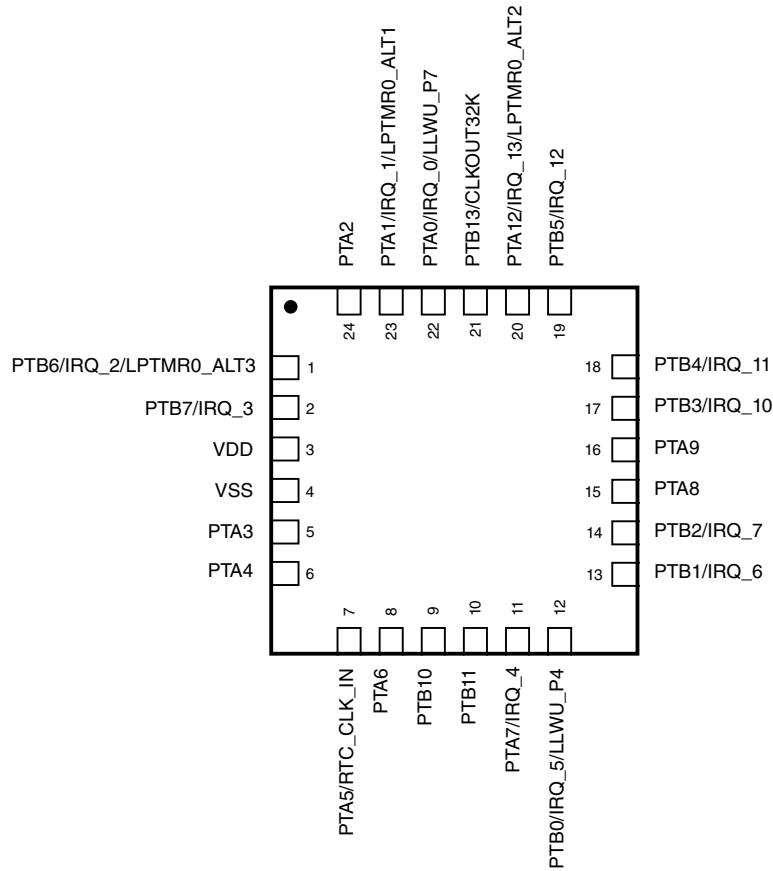 PTA2
PTA1/IRQ_1/LPTMR0_ALT1
PTA0/IRQ_0/LLWU_P7
PTB13/CLKOUT32K
PTA12/IRQ_13/LPTMR0_ALT2
PTB5/IRQ_12
24
23
22
21
20
19
PTB6/IRQ_2/LPTMR0_ALT3 1
PTB7/IRQ_3 2
VDD 3
VSS 4
PTA3 5
PTA4 6
18 PTB4/IRQ_11
17 PTB3/IRQ_10
16 PTA9
15 PTA8
14 PTB2/IRQ_7
13 PTB1/IRQ_6
7
8
9
10
11
12
PTA5/RTC_CLK_IN
PTA6
PTB10
PTB11
PTA7/IRQ_4
PTB0/IRQ_5/LLWU_P4